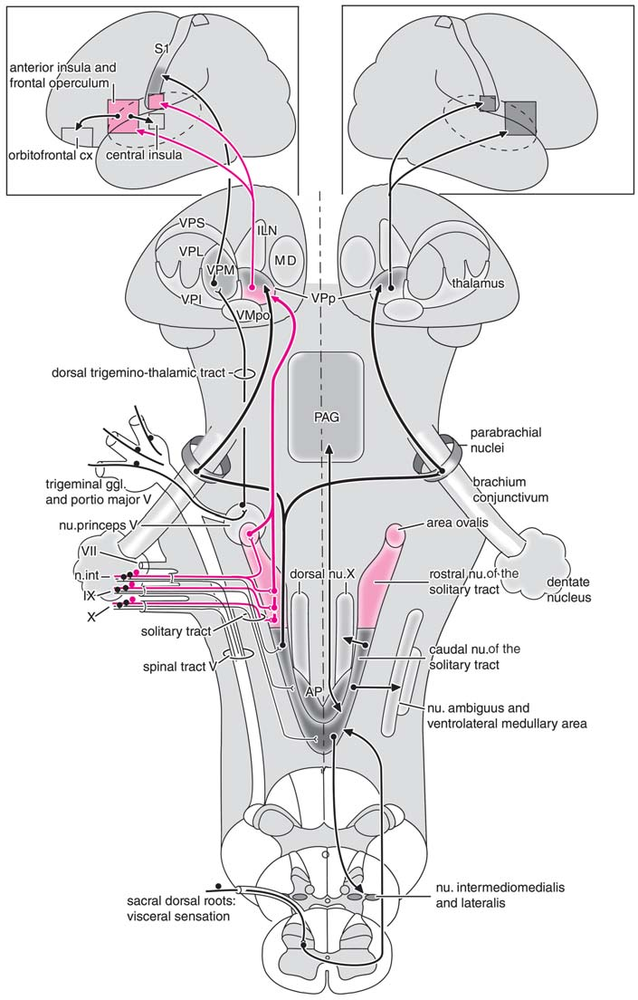 S1
anterior insula and
frontal operculum
orbitofrontal cx
central insula
VPS
ILN
VPL
MD
VPM
VPI
VPp
thalamus
VMpo
dorsal trigemino-thalamic tract
PAG
parabrachial
nuclei
trigeminal ggl.
and portio major V
brachium
conjunctivum
nu.princeps V
area ovalis
VII
n.int
dorsal nu.X
rostral nu.of the
solitary tract
dentate
nucleus
IX
X
solitary tract
caudal nu.of the
solitary tract
spinal tract V
AP
nu. ambiguus and
ventrolateral medullary area
nu. intermediomedialis
and lateralis
sacral dorsal roots:
visceral sensation